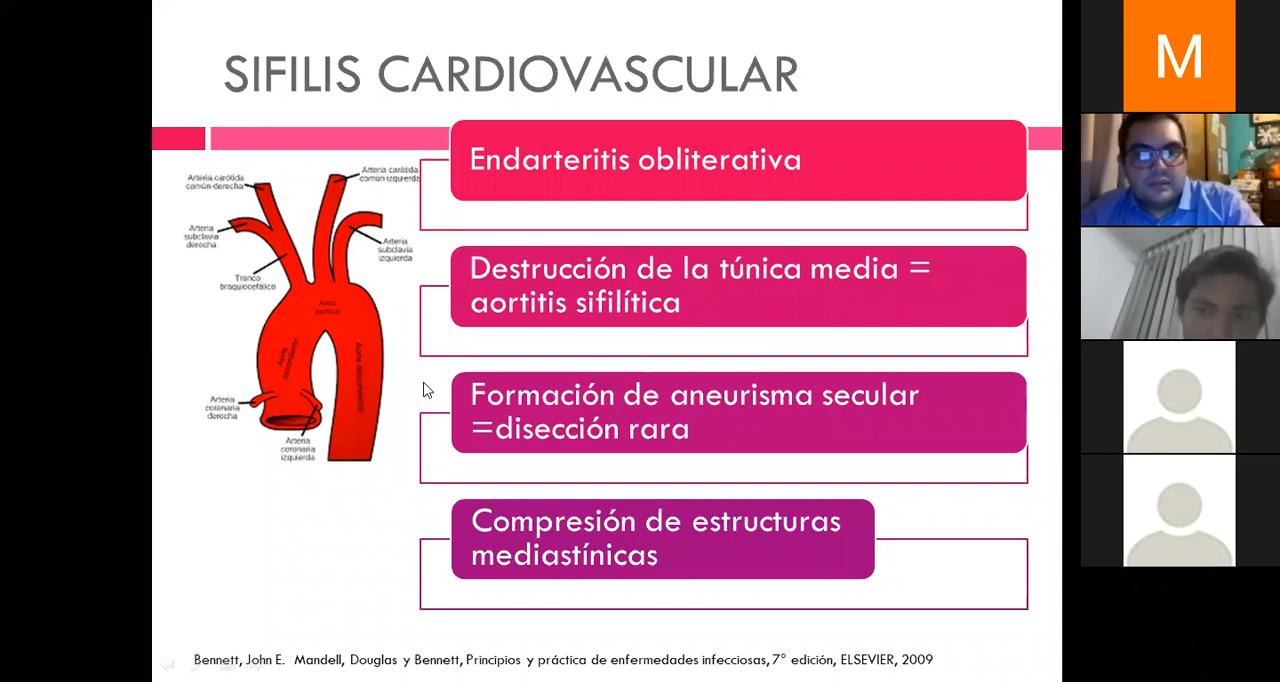 SIFILIS CARDIOVASCULAR
Endarteritis obliterativa
Destrucción de la túnica media =
aortitis sifilítica
Formación de aneurisma secular
=disección rara
Compresión de estructuras
mediastínicas
Arteria carótida
común derecha
Arteria carótida
común izquierda
Arteria
subclavia
derecha
Arteria
subclavia
izquierda
Tronco
braquiocefálico
Arco
aórtico
Aorta
ascendente
Aorta descendente
Arteria
coronaria
derecha
Arteria
coronaria
izquierda
Bennett, John E. Mandell, Douglas y Bennett, Principios y práctica de enfermedades infecciosas, 7° edición, ELSEVIER, 2009
M